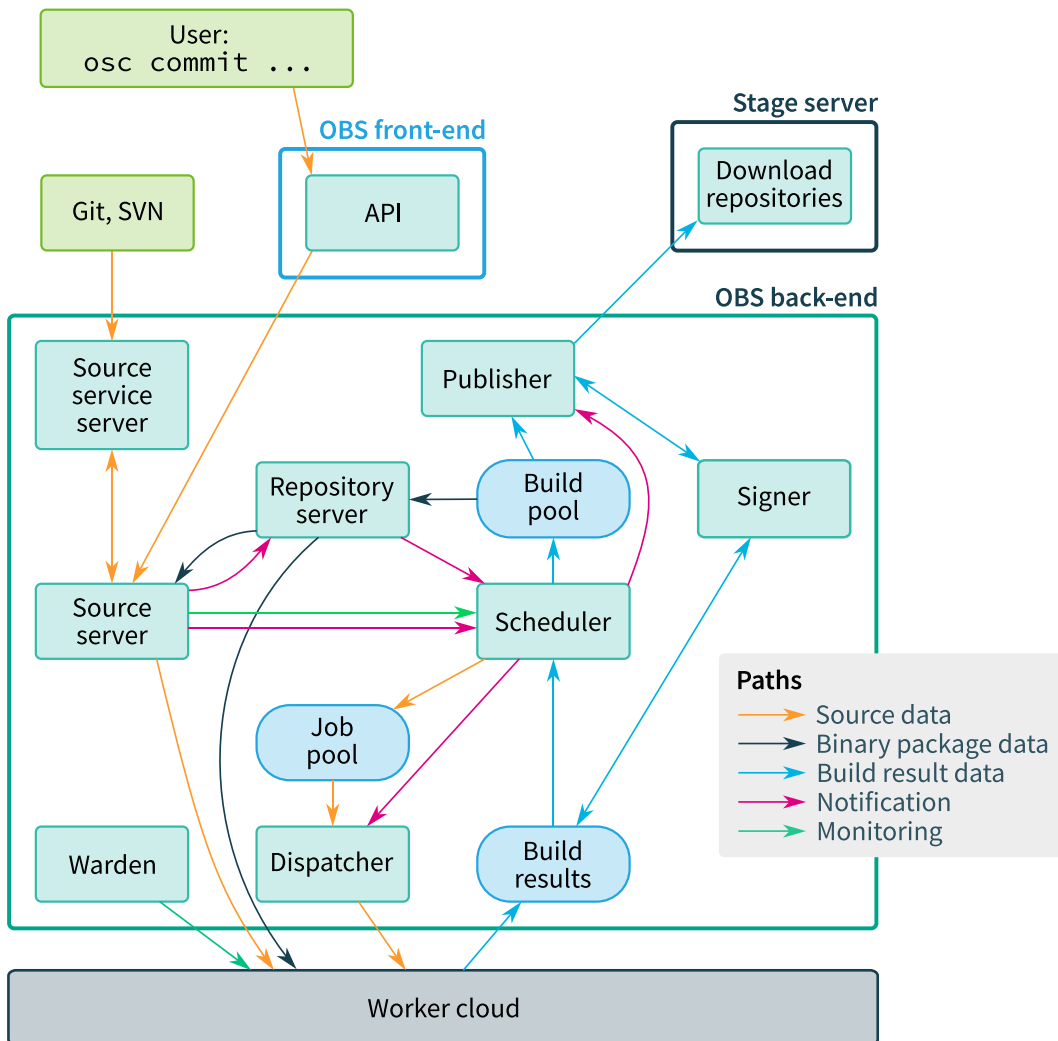 User:
osc commit ...
Stage server
OBS front-end
Download
repositories
Git, SVN
API
OBS back-end
Source
service
server
Publisher
Repository
server
Build
pool
Signer
Source
server
Scheduler
Paths
Source data
Binary package data
Build result data
Notification
Monitoring
Job
pool
Warden
Dispatcher
Build
results
Worker cloud